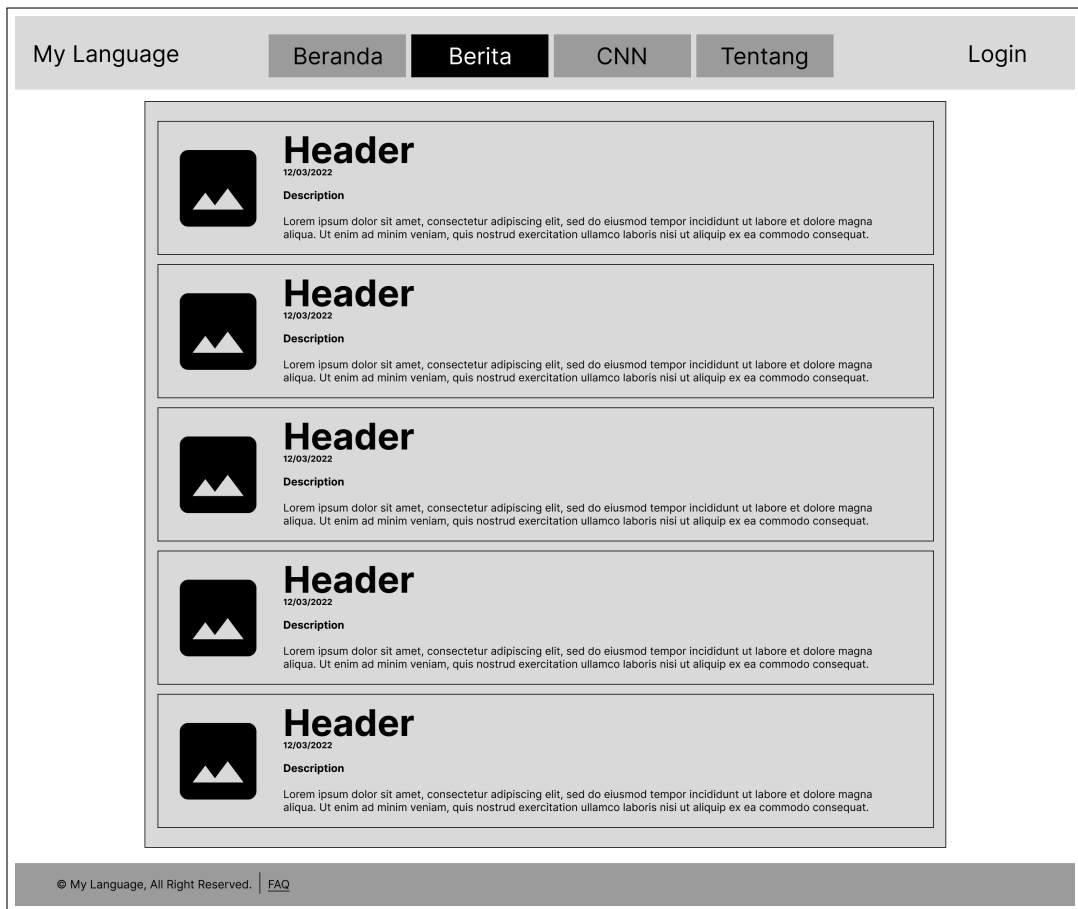 My Language
Beranda
Berita
CNN
Tentang
Login
Header
12/03/2022
Description
Lorem ipsum dolor sit amet, consectetur adipiscing elit, sed do eiusmod tempor incididunt ut labore et dolore magna
aliqua. Ut enim ad minim veniam, quis nostrud exercitation ullamco laboris nisi ut aliquip ex ea commodo consequat.
Header
12/03/2022
Description
Lorem ipsum dolor sit amet, consectetur adipiscing elit, sed do eiusmod tempor incididunt ut labore et dolore magna
aliqua. Ut enim ad minim veniam, quis nostrud exercitation ullamco laboris nisi ut aliquip ex ea commodo consequat.
Header
12/03/2022
Description
Lorem ipsum dolor sit amet, consectetur adipiscing elit, sed do eiusmod tempor incididunt ut labore et dolore magna
aliqua. Ut enim ad minim veniam, quis nostrud exercitation ullamco laboris nisi ut aliquip ex ea commodo consequat.
Header
12/03/2022
Description
Lorem ipsum dolor sit amet, consectetur adipiscing elit, sed do eiusmod tempor incididunt ut labore et dolore magna
aliqua. Ut enim ad minim veniam, quis nostrud exercitation ullamco laboris nisi ut aliquip ex ea commodo consequat.
Header
12/03/2022
Description
Lorem ipsum dolor sit amet, consectetur adipiscing elit, sed do eiusmod tempor incididunt ut labore et dolore magna
aliqua. Ut enim ad minim veniam, quis nostrud exercitation ullamco laboris nisi ut aliquip ex ea commodo consequat.
© My Language, All Right Reserved. FAQ